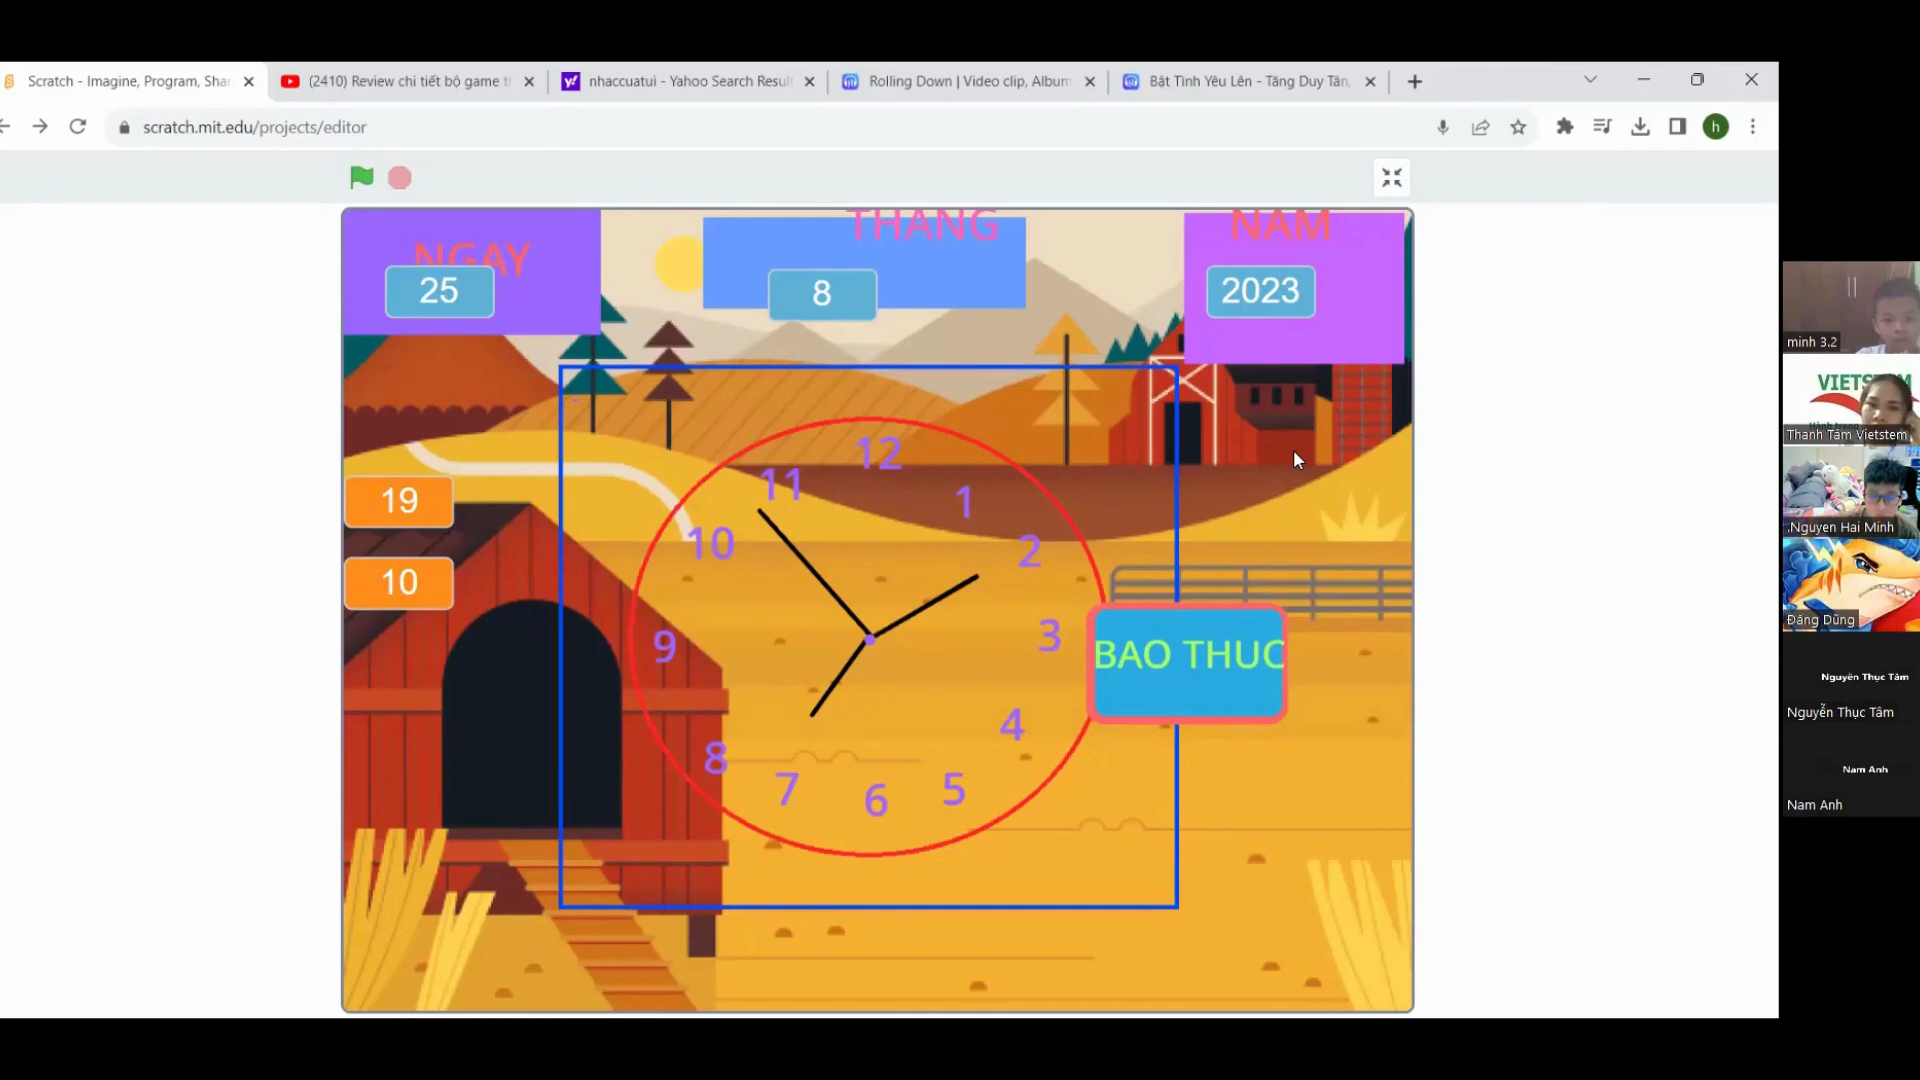 Scratch - Imagine, Program, Shar
(2410) Review chi tiết bộ game t
nhaccuatui - Yahoo Search Result
Rolling Down | Video clip, Album
Bật Tình Yêu Lên - Tăng Duy Tân,
scratch.mit.edu/projects/editor
h
NGAY
25
THANG
8
NAM
2023
19
10
12
11
1
10
2
9
3
8
4
7
6
5
BAO THUC
minh 3.2
VIETSTEM
Thanh Tâm Vietstem
.Nguyen Hai Minh
Đăng Dũng
Nguyễn Thục Tâm
Nguyễn Thục Tâm
Nam Anh
Nam Anh